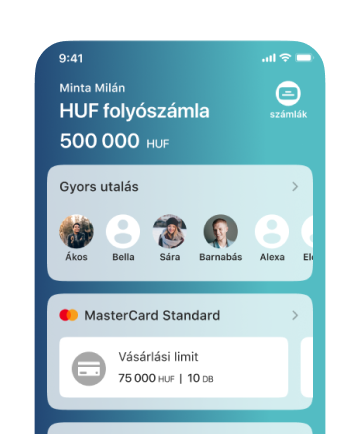 9:41
Minta Milán
HUF folyószámla
számlák
500 000 HUF
Gyors utalás
Ákos Bella Sára Barnabás Alexa
MasterCard Standard
Vásárlási limit
75 000 HUF | 10 DB